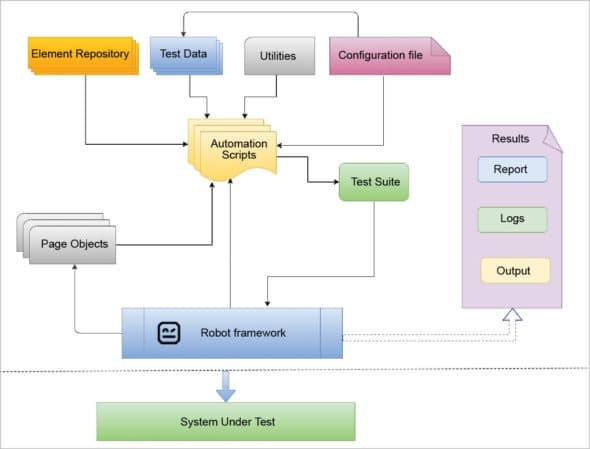 Element Repository
Test Data
Utilities
Configuration file
Automation
Scripts
Results
Report
Test Suite
Logs
Page Objects
Output
Robot framework
System Under Test